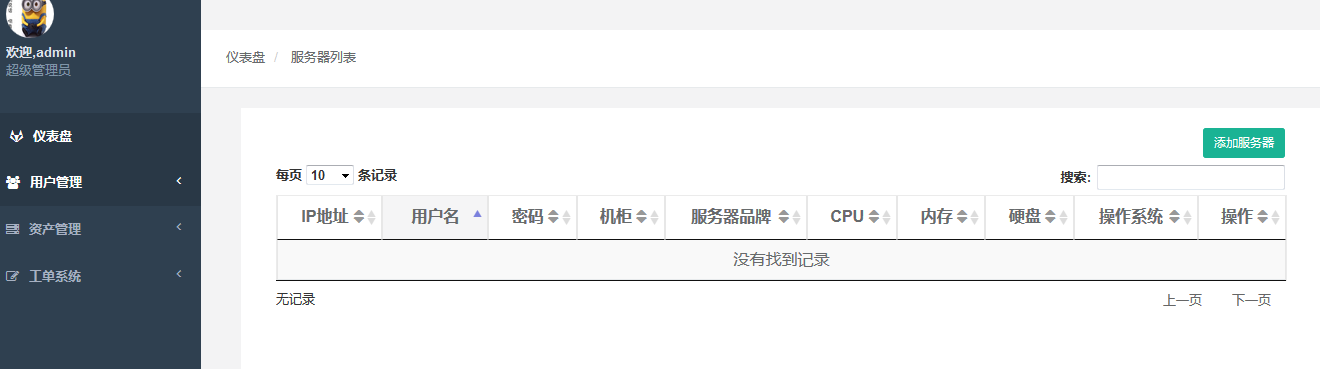 欢迎,admin
超级管理员
仪表盘
用户管理
资产管理
工单系统
仪表盘 / 服务器列表
添加服务器
每页 10 条记录
搜索:
IP地址 用户名 密码 机柜 服务器品牌 CPU 内存 硬盘 操作系统 操作
没有找到记录
无记录
上一页 下一页